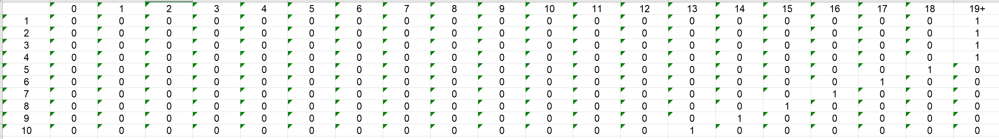 0 1 2 3 4 5 6 7 8 9 10 11 12 13 14 15 16 17 18 19+
1 0 0 0 0 0 0 0 0 0 0 0 0 0 0 0 0 0 0 0 1
2 0 0 0 0 0 0 0 0 0 0 0 0 0 0 0 0 0 0 0 1
3 0 0 0 0 0 0 0 0 0 0 0 0 0 0 0 0 0 0 0 1
4 0 0 0 0 0 0 0 0 0 0 0 0 0 0 0 0 0 0 0 1
5 0 0 0 0 0 0 0 0 0 0 0 0 0 0 0 0 0 0 1 0
6 0 0 0 0 0 0 0 0 0 0 0 0 0 0 0 0 0 1 0 0
7 0 0 0 0 0 0 0 0 0 0 0 0 0 0 0 0 1 0 0 0
8 0 0 0 0 0 0 0 0 0 0 0 0 0 0 0 1 0 0 0 0
9 0 0 0 0 0 0 0 0 0 0 0 0 0 0 1 0 0 0 0 0
10 0 0 0 0 0 0 0 0 0 0 0 0 0 1 0 0 0 0 0 0